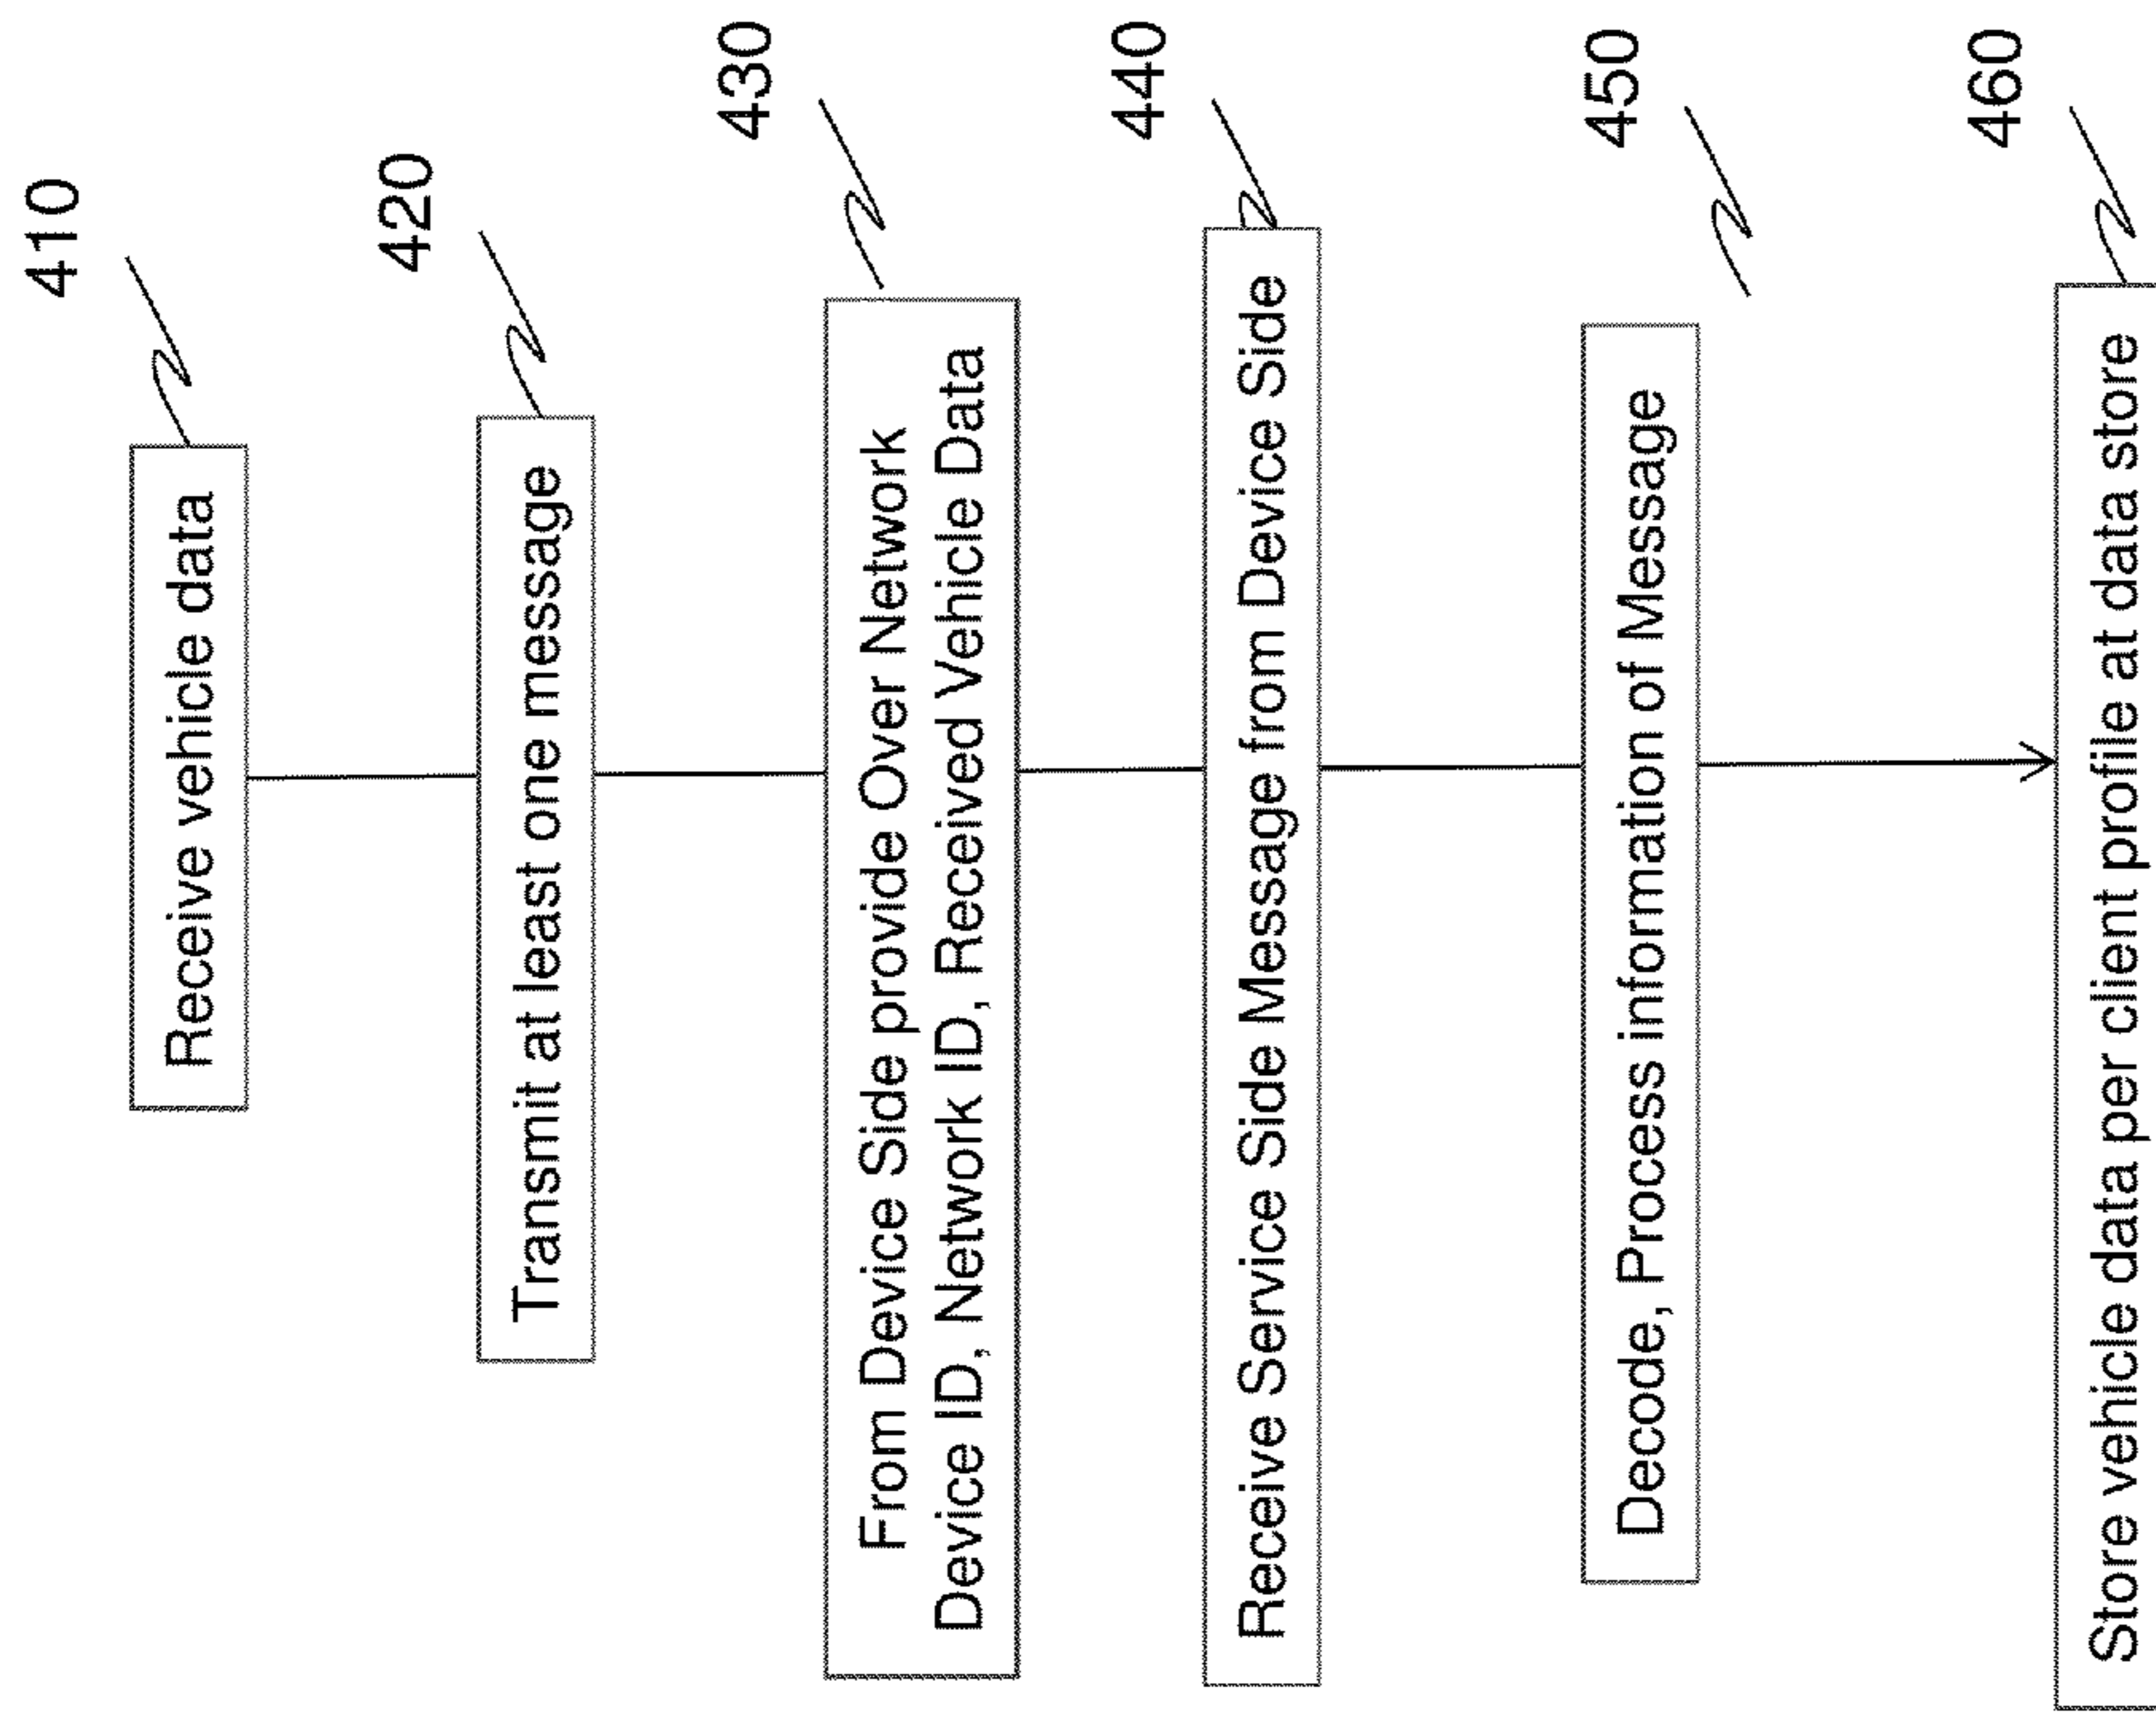 410
Receive vehicle data
420
Transmit at least one message
430
From Device Side provide Over Network
Device ID, Network ID, Received Vehicle Data
440
Receive Service Side Message from Device Side
450
Decode, Process information of Message
460
Store vehicle data per client profile at data store